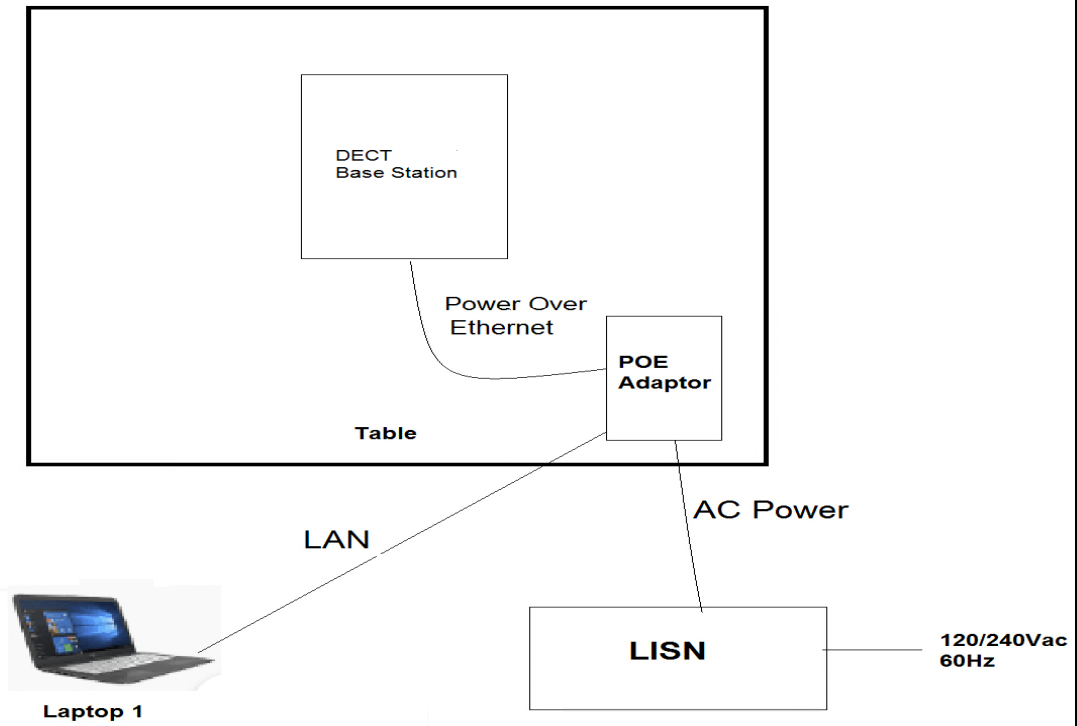 DECT
Base Station
Power Over
Ethernet
POE
Adaptor
Table
AC Power
LAN
LISN
120/240Vac
60Hz
Laptop 1